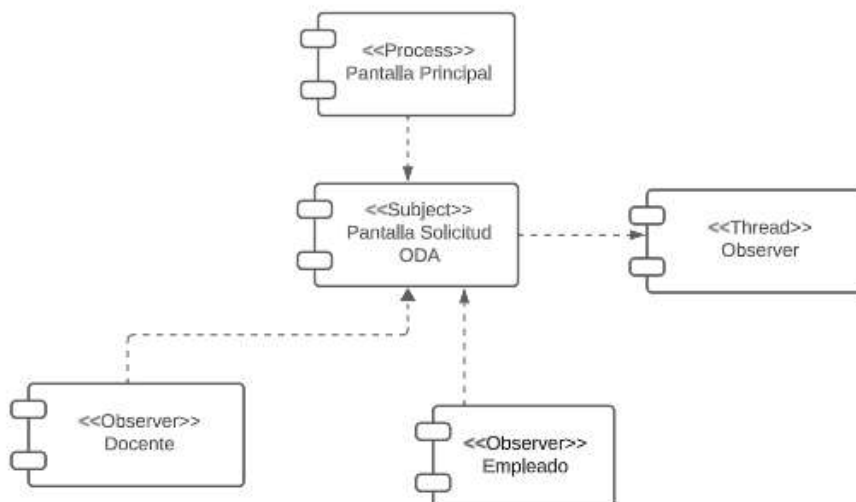 <<Process>>
Pantalla Principal
<<Subject>>
Pantalla Solicitud
ODA
<<Thread>>
Observer
<<Observer>>
Docente
<<Observer>>
Empleado